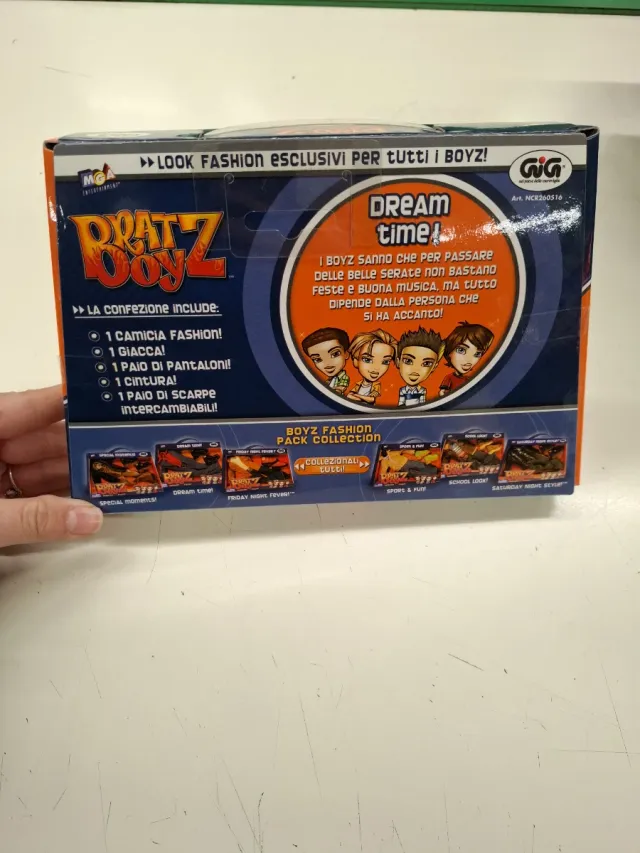 ▸▸LOOK FASHION ESCLUSIVI PER TUTTI I BOYZ!
MGA
ENTERTAINMENT
GiG
Art. NCR260516
BRATZ
BOYZ
DREAM
time!
I BOYZ SANNO CHE PER PASSARE
DELLE BELLE SERATE NON BASTANO
FESTE E BUONA MUSICA, MA TUTTO
DIPENDE DALLA PERSONA CHE
SI HA ACCANTO!
▸▸ LA CONFEZIONE INCLUDE:
1 CAMICIA FASHION!
1 GIACCA!
1 PAIO DI PANTALONI!
1 CINTURA!
1 PAIO DI SCARPE
INTERCAMBIABILI!
BOYZ FASHION
PACK COLLECTION
COLLEZIONALI
TUTTI!
SPECIAL MOMENTS!
DREAM TIME!
FRIDAY NIGHT FEVER!
SPORT & FUN!
SCHOOL LOOK!
SATURDAY NIGHT STYLE!